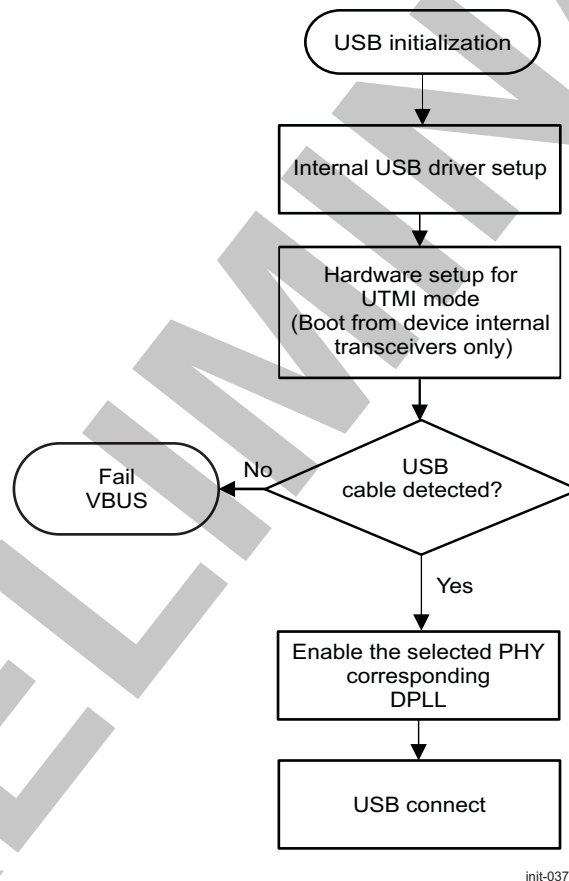 USB initialization
Internal USB driver setup
Hardware setup for
UTMI mode
(Boot from device internal
transceivers only)
USB
cable detected?
No
Fail
VBUS
Yes
Enable the selected PHY
corresponding
DPLL
USB connect
init-037